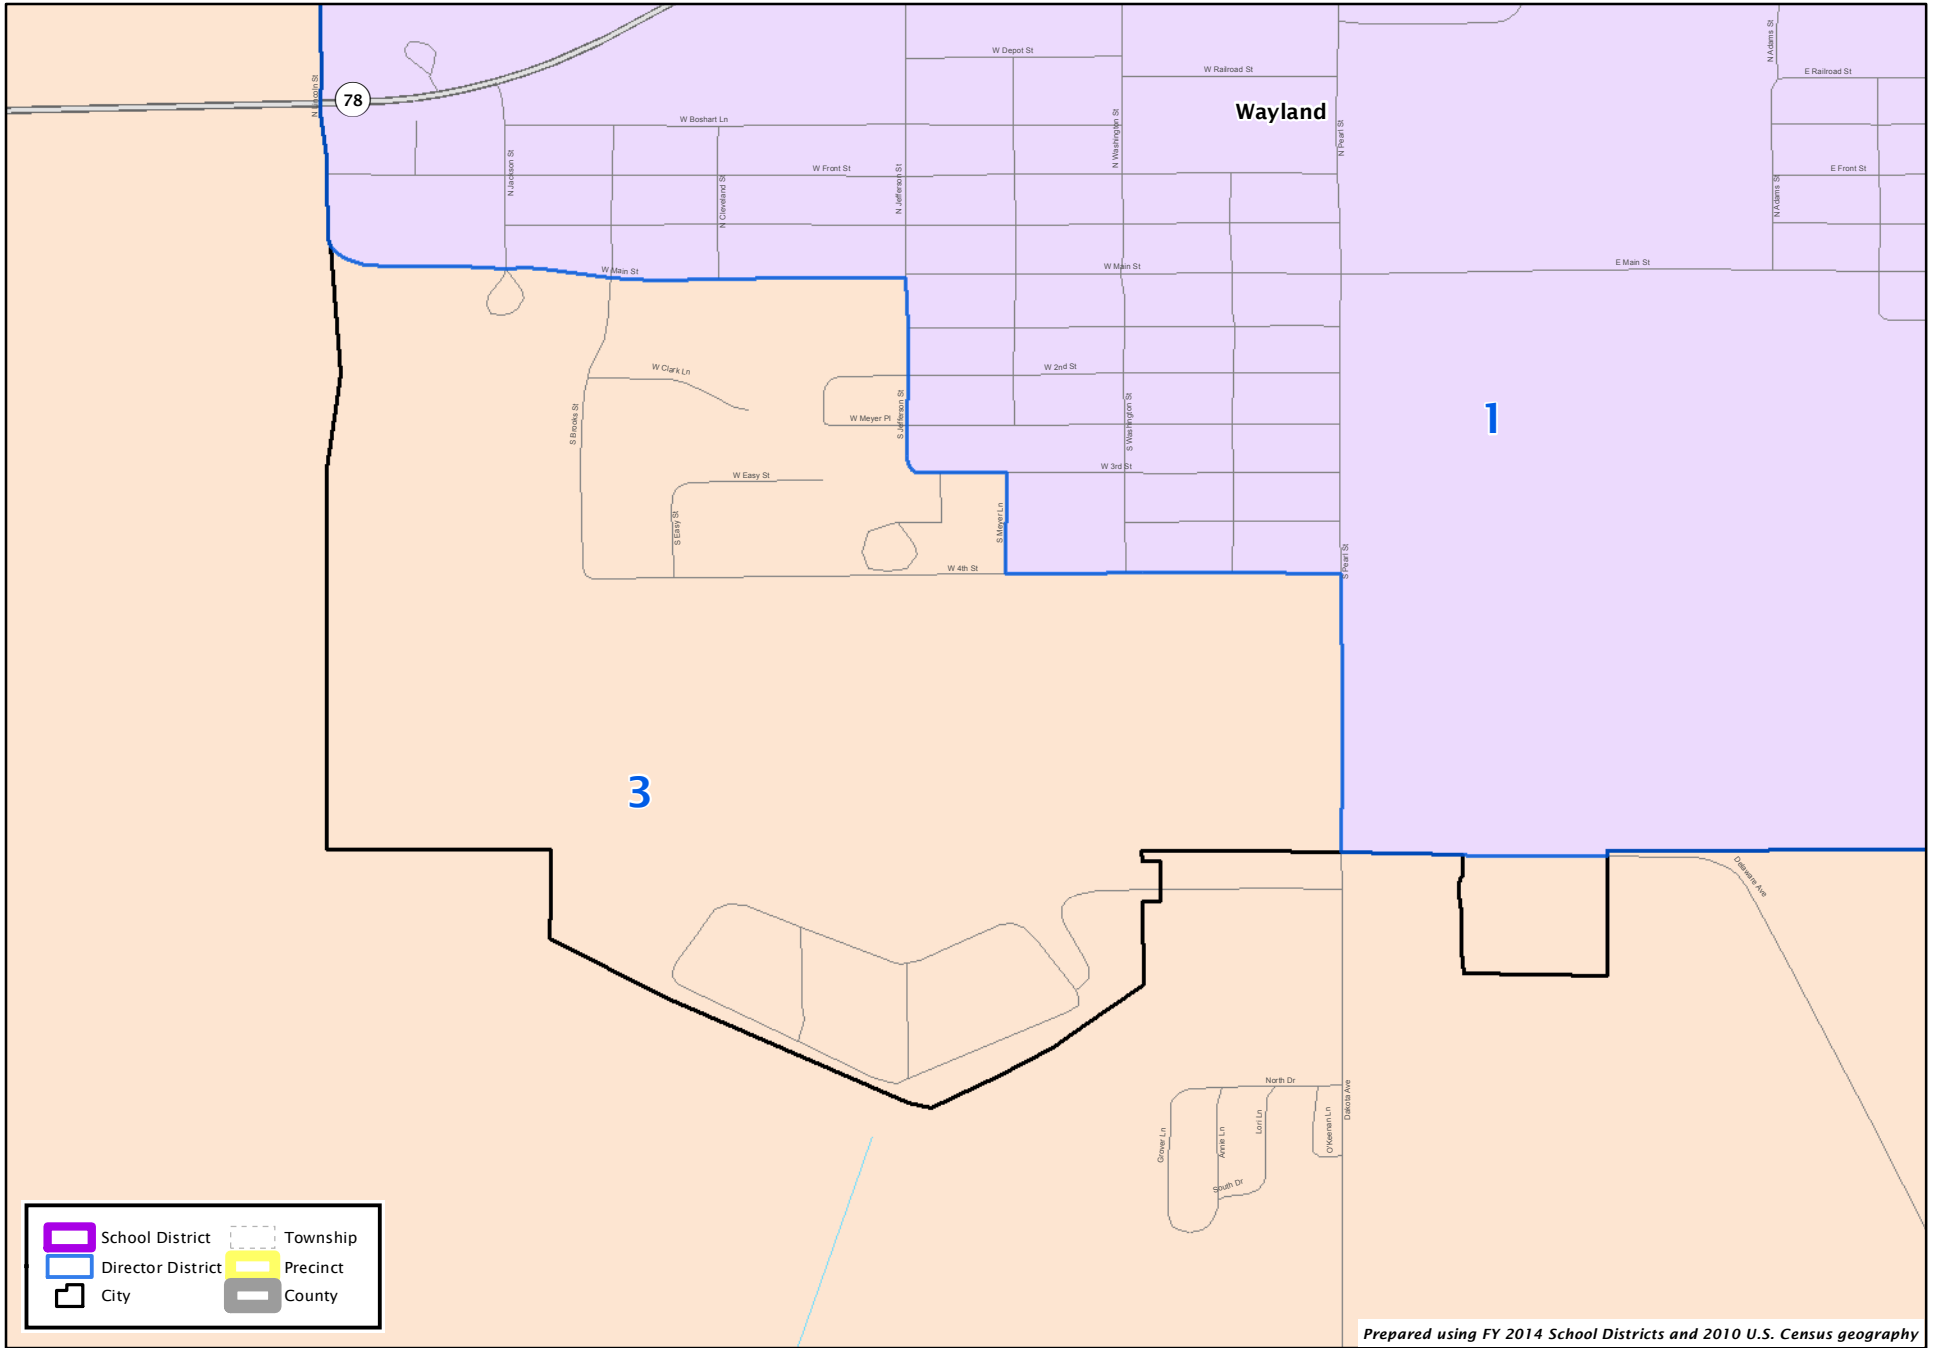 N Lincoln St
78
W Depot St
W Railroad St
N Adams St
E Railroad St
Wayland
W Boshart Ln
N Washington St
N Pearl St
N Jackson St
W Front St
N Jefferson St
N Cleveland St
E Front St
N Adams St
W Main St
W Main St
E Main St
W Clark Ln
W 2nd St
S Brooks St
W Meyer Pl
S Jefferson St
S Washington St
1
W Easy St
W 3rd St
S Easy St
S Meyer Ln
W 4th St
S Pearl St
3
Delaware Ave
North Dr
Dakota Ave
Grover Ln
Annie Ln
Lori Ln
O'Keenan Ln
South Dr
School District
Township
Director District
Precinct
City
County
Prepared using FY 2014 School Districts and 2010 U.S. Census geography